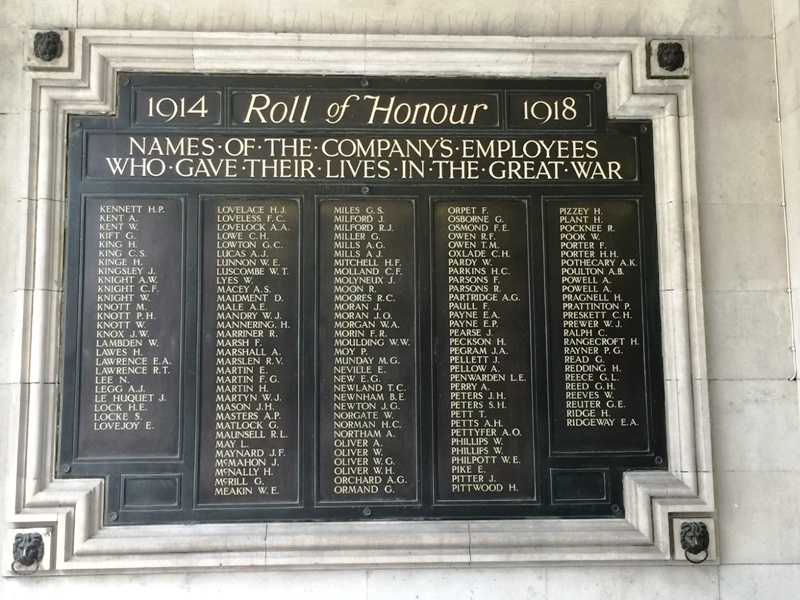 1914 Roll of Honour 1918
NAMES·OF·THE·COMPANY'S·EMPLOYEES
WHO·GAVE·THEIR·LIVES·IN·THE·GREAT·WAR
KENNETT H.P.
KENT A.
KENT W.
KIFT G.
KING H.
KING C.S.
KINGE H.
KINGSLEY J.
KNIGHT A.W.
KNIGHT C.F.
KNIGHT W.
KNOTT M.
KNOTT P.H.
KNOTT W.
KNOX J.W.
LAMBDEN W.
LAWES H.
LAWRENCE E.A.
LAWRENCE R.T.
LEE N.
LEGG A.J.
LE HUQUET J.
LOCK H.E.
LOCKE S.
LOVEJOY E.
LOVELACE H.J.
LOVELESS F.C.
LOVELOCK A.A.
LOWE C.H.
LOWTON G.C.
LUCAS A.J.
LUNNON W.E.
LUSCOMBE W.T.
LYES W.
MACEY A.S.
MAIDMENT D.
MALE A.E.
MANDRY W.J.
MANNERING H.
MARRINER R.
MARSH F.
MARSHALL A.
MARSLEN R.V.
MARTIN E.
MARTIN F.G.
MARTIN H.
MARTYN W.J.
MASON J.H.
MASTERS A.P.
MATLOCK G.
MAUNSELL R.L.
MAY L.
MAYNARD J.F.
McMAHON J.
McNALLY H.
McRILL G.
MEAKIN W.E.
MILES G.S.
MILFORD J.
MILFORD R.J.
MILLER G.
MILLS A.G.
MILLS A.J.
MITCHELL H.F.
MOLLAND C.F.
MOLYNEUX J.
MOON R.
MOORES R.C.
MORAN J.
MORAN J.O.
MORGAN W.A.
MORIN F.R.
MOULDING W.W.
MOY P.
MUNDAY M.G.
NEVILLE E.
NEW E.G.
NEWLAND T.C.
NEWNHAM B.E.
NEWTON J.G.
NORGATE W.
NORMAN H.C.
NORTHAM A.
OLIVER A.
OLIVER W.
OLIVER W.G.
OLIVER W.H.
ORCHARD A.G.
ORMAND G.
ORPET F.
OSBORNE G.
OSMOND F.E.
OWEN R.F.
OWEN T.M.
OXLADE C.H.
PARDY W.
PARKINS H.C.
PARSONS F.
PARSONS R.
PARTRIDGE A.G.
PAULL F.
PAYNE E.A.
PAYNE E.P.
PEARSE J.
PECKSON H.
PEGRAM J.A.
PELLETT J.
PELLOW A.
PENWARDEN L.E.
PERRY A.
PETERS J.H.
PETERS S.H.
PETT T.
PETTS A.H.
PETTYFER A.O.
PHILLIPS W.
PHILLIPS W.
PHILPOTT W.E.
PIKE E.
PITTER J.
PITTWOOD H.
PIZZEY H.
PLANT H.
POCKNEE R.
POOK W.
PORTER F.
PORTER H.H.
POTHECARY A.K.
POULTON A.B.
POWELL A.
POWELL A.
PRAGNELL H.
PRATTINTON P.
PRESKETT C.H.
PREWER W.J.
RALPH C.
RANGECROFT H.
RAYNER P.G.
READ G.
REDDING H.
REECE G.L.
REED G.H.
REEVES W.
REUTER G.E.
RIDGE H.
RIDGEWAY E.A.